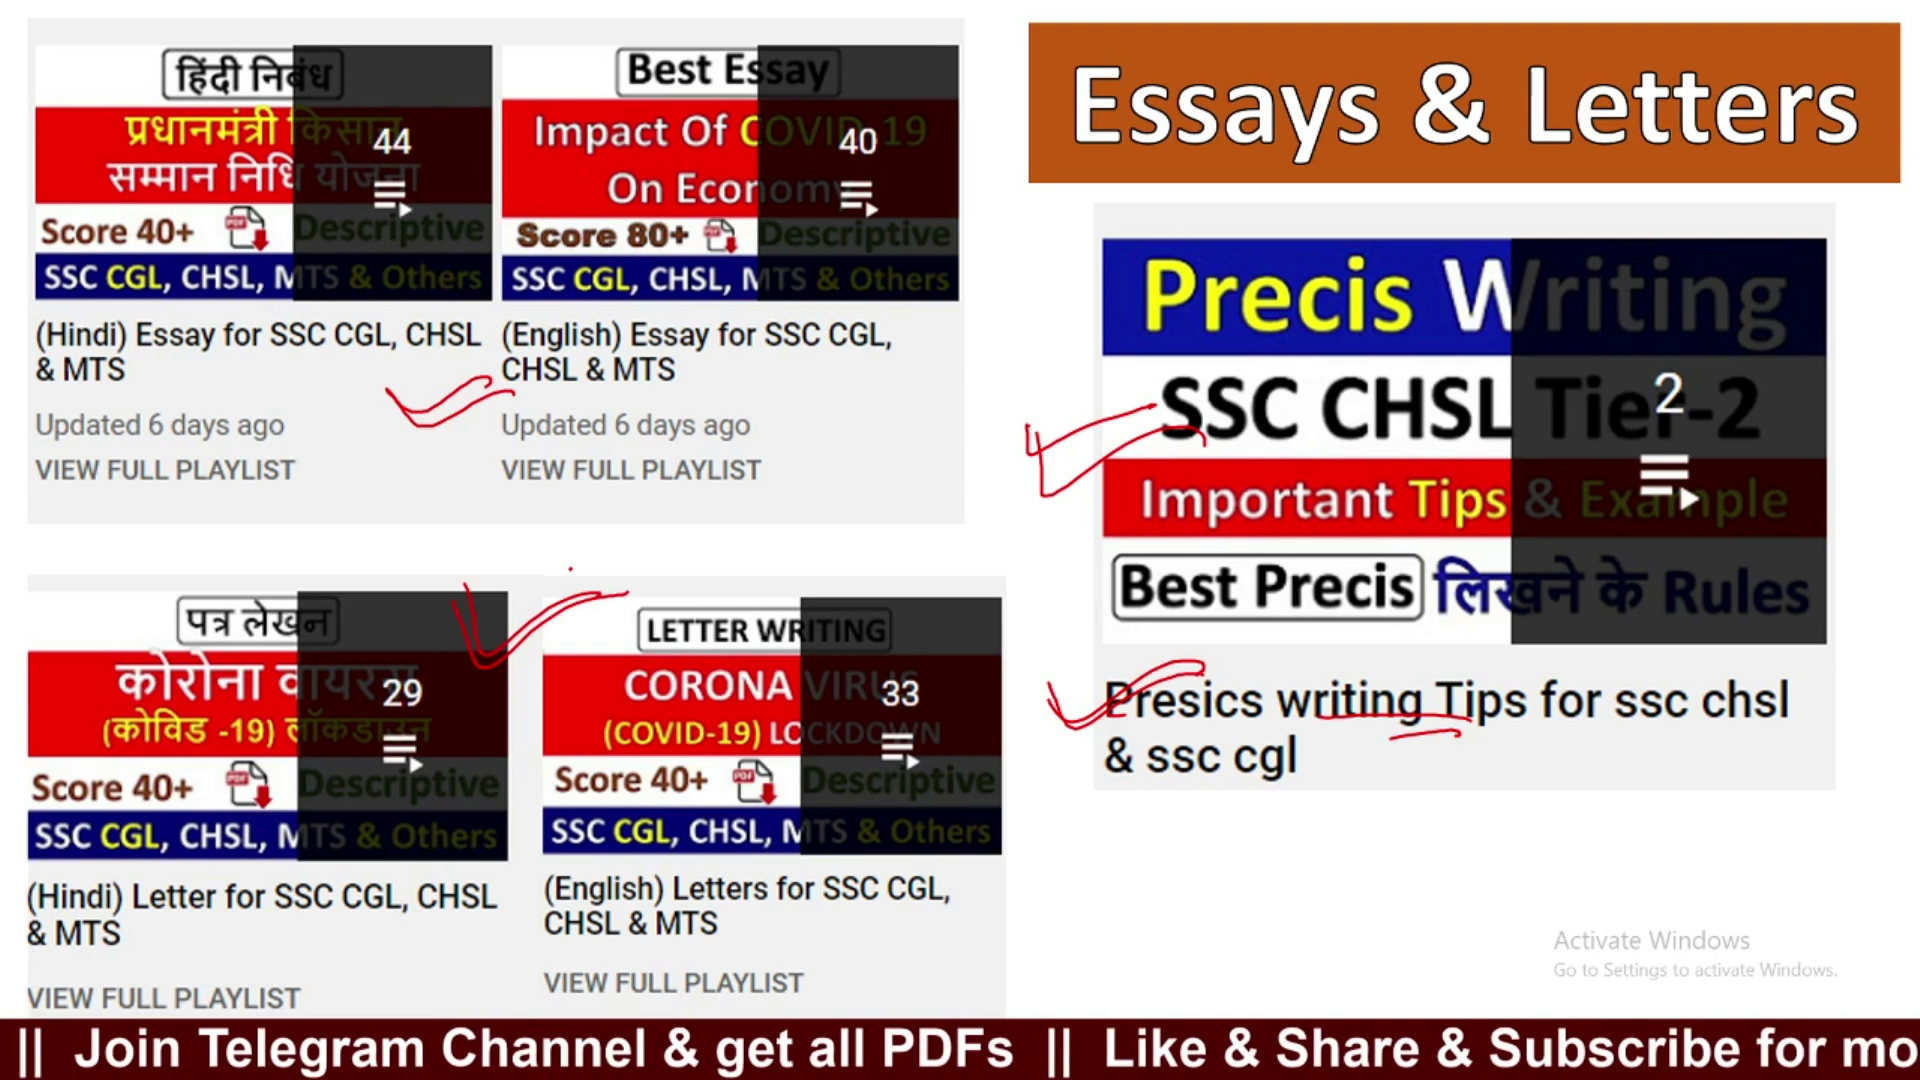 हिंदी निबंध
प्रधानमंत्री किसान
सम्मान निधि योजना
44
Score 40+ PDF Descriptive
SSC CGL, CHSL, MTS & Others
(Hindi) Essay for SSC CGL, CHSL
& MTS
Updated 6 days ago
VIEW FULL PLAYLIST
Best Essay
Impact Of COVID-19
On Economy
40
Score 80+ PDF Descriptive
SSC CGL, CHSL, MTS & Others
(English) Essay for SSC CGL,
CHSL & MTS
Updated 6 days ago
VIEW FULL PLAYLIST
Essays & Letters
Precis Writing
SSC CHSL Tier-2
2
Important Tips & Example
Best Precis लिखने के Rules
Presics writing Tips for ssc chsl
& ssc cgl
पत्र लेखन
कोरोना वायरस
(कोविड -19) लॉकडाउन
29
Score 40+ PDF Descriptive
SSC CGL, CHSL, MTS & Others
(Hindi) Letter for SSC CGL, CHSL
& MTS
VIEW FULL PLAYLIST
LETTER WRITING
CORONA VIRUS
(COVID-19) LOCKDOWN
33
Score 40+ PDF Descriptive
SSC CGL, CHSL, MTS & Others
(English) Letters for SSC CGL,
CHSL & MTS
VIEW FULL PLAYLIST
Activate Windows
Go to Settings to activate Windows.
|| Join Telegram Channel & get all PDFs || Like & Share & Subscribe for mo